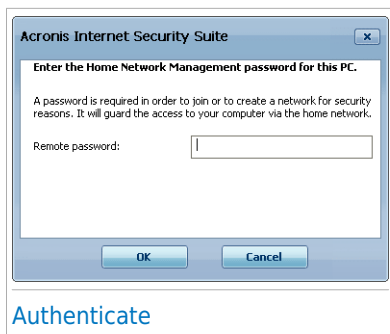 Acronis Internet Security Suite
Enter the Home Network Management password for this PC.
A password is required in order to join or to create a network for security
reasons. It will guard the access to your computer via the home network.
Remote password:
OK Cancel
Authenticate